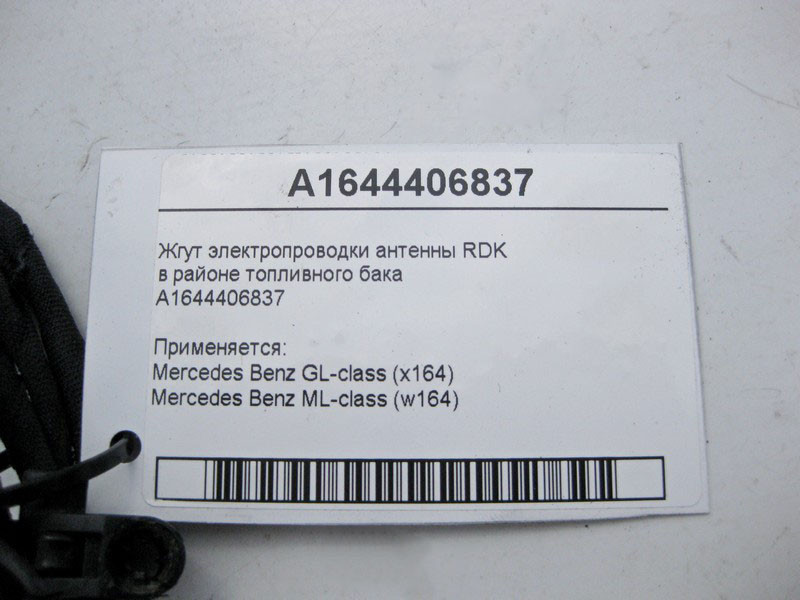 A1644406837
Жгут электропроводки антенны RDK
в районе топливного бака
A1644406837
Применяется:
Mercedes Benz GL-class (x164)
Mercedes Benz ML-class (w164)